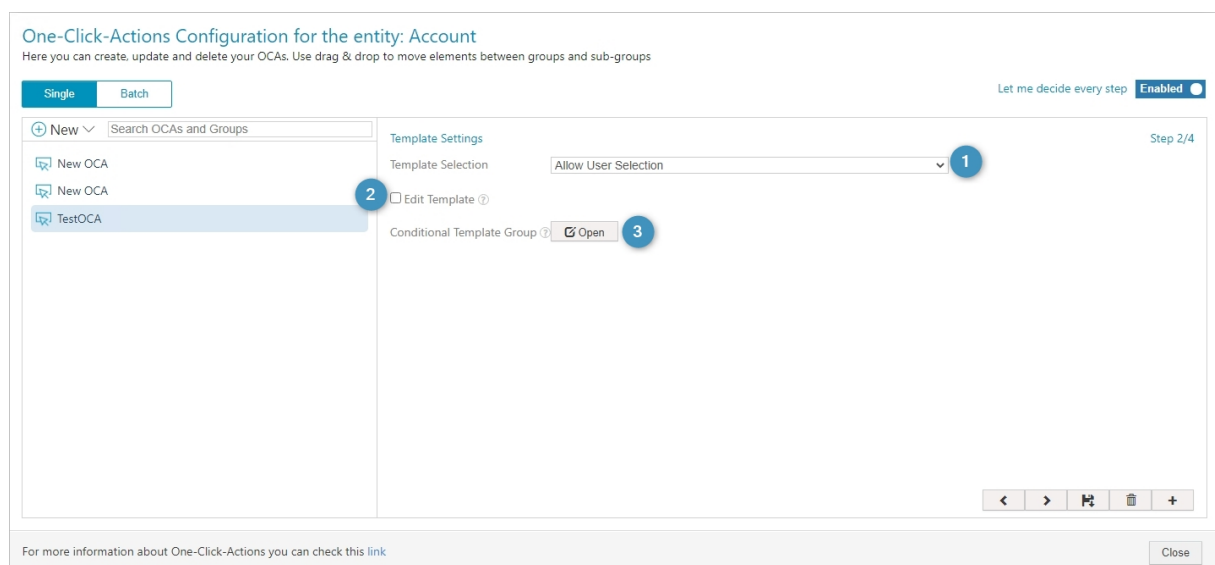 One-Click-Actions Configuration for the entity: Account
Here you can create, update and delete your OCAs. Use drag & drop to move elements between groups and sub-groups
Single Batch
Let me decide every step Enabled
New Search OCAs and Groups
New OCA
New OCA
TestOCA
Template Settings Step 2/4
Template Selection Allow User Selection 1
2 Edit Template ?
Conditional Template Group ? Open 3
For more information about One-Click-Actions you can check this link
Close